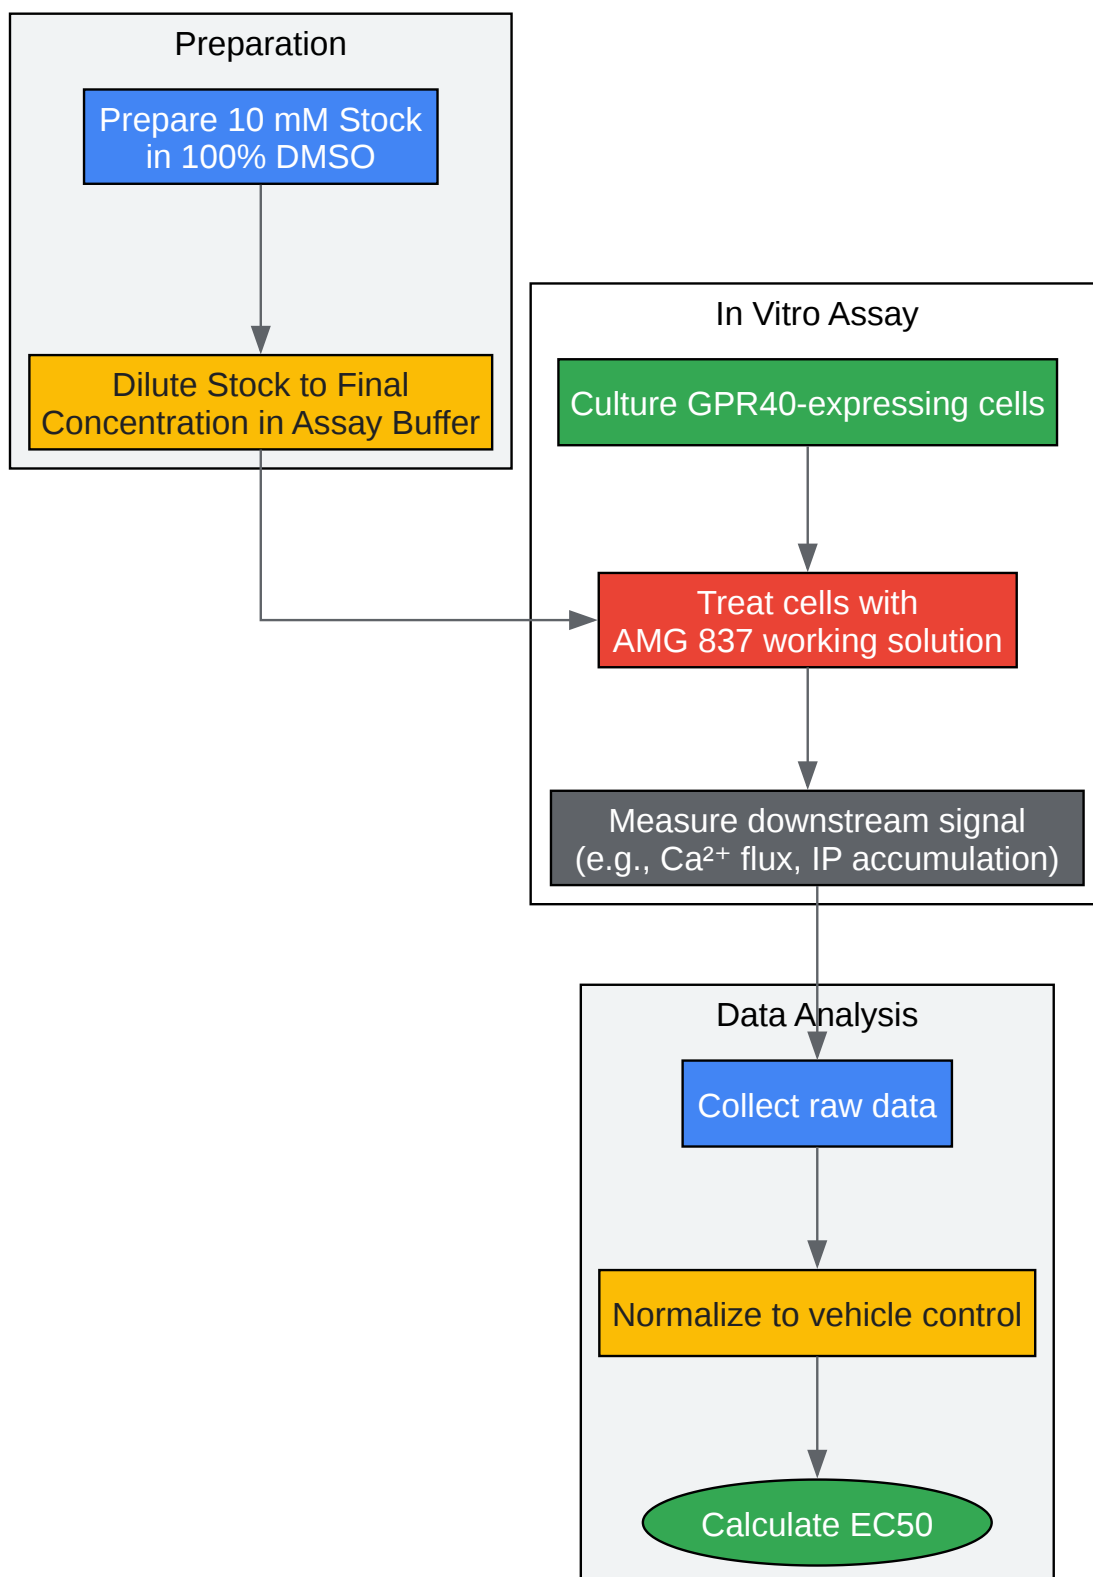 Preparation
Prepare 10 mM Stock
in 100% DMSO
Dilute Stock to Final
Concentration in Assay Buffer
In Vitro Assay
Culture GPR40-expressing cells
Treat cells with
AMG 837 working solution
Measure downstream signal
(e.g., Ca²⁺ flux, IP accumulation)
Data Analysis
Collect raw data
Normalize to vehicle control
Calculate EC50